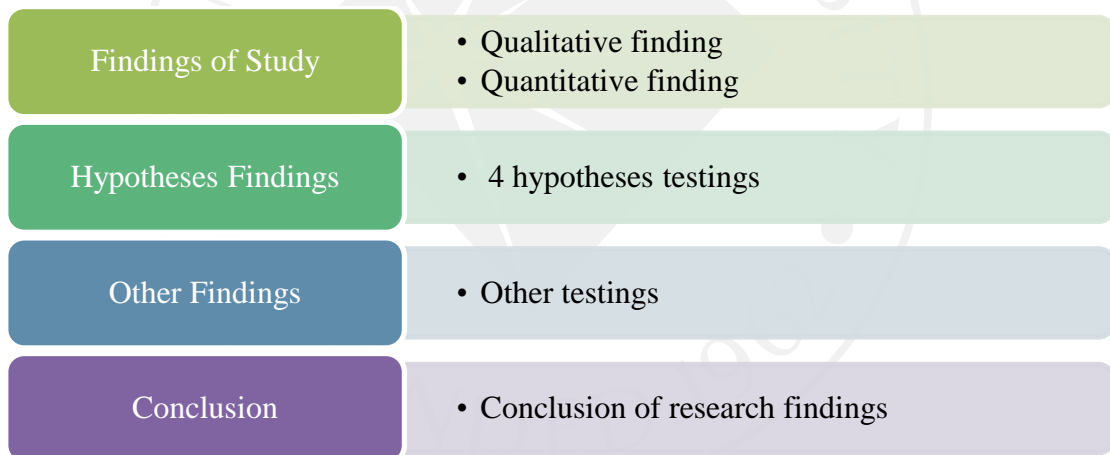 Findings of Study
• Qualitative finding
• Quantitative finding
Hypotheses Findings
• 4 hypotheses testings
Other Findings
• Other testings
Conclusion
• Conclusion of research findings